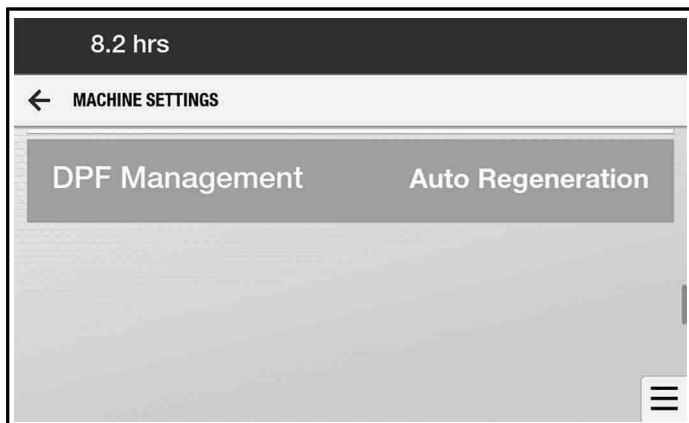 8.2 hrs
MACHINE SETTINGS
DPF Management Auto Regeneration